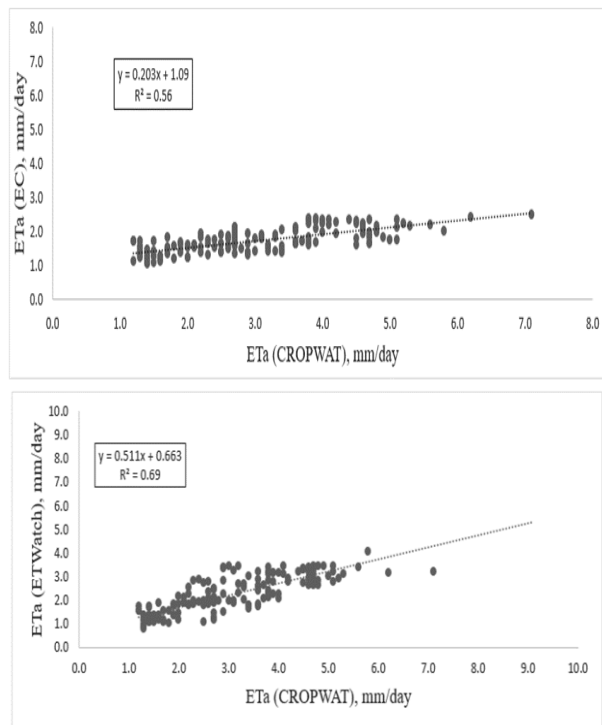 8.0
7.0
6.0
5.0
4.0
3.0
2.0
1.0
0.0
ETa (EC), mm/day
y = 0.203x + 1.09
R² = 0.56
0.0 1.0 2.0 3.0 4.0 5.0 6.0 7.0 8.0
ETa (CROPWAT), mm/day
10.0
9.0
8.0
7.0
6.0
5.0
4.0
3.0
2.0
1.0
0.0
ETa (ETWatch), mm/day
y = 0.511x + 0.663
R² = 0.69
0.0 1.0 2.0 3.0 4.0 5.0 6.0 7.0 8.0 9.0 10.0
ETa (CROPWAT), mm/day